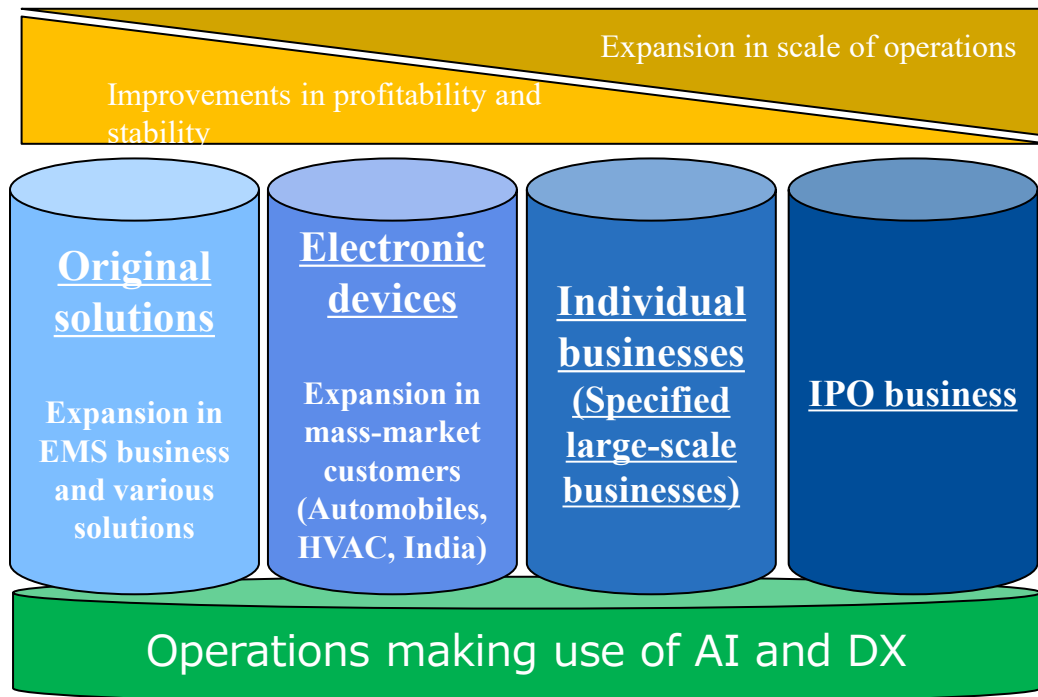 Expansion in scale of operations
Improvements in profitability and
stability
Original
solutions
Expansion in
EMS business
and various
solutions
Electronic
devices
Expansion in
mass-market
customers
(Automobiles,
HVAC, India)
Individual
businesses
(Specified
large-scale
businesses)
IPO business
Operations making use of AI and DX